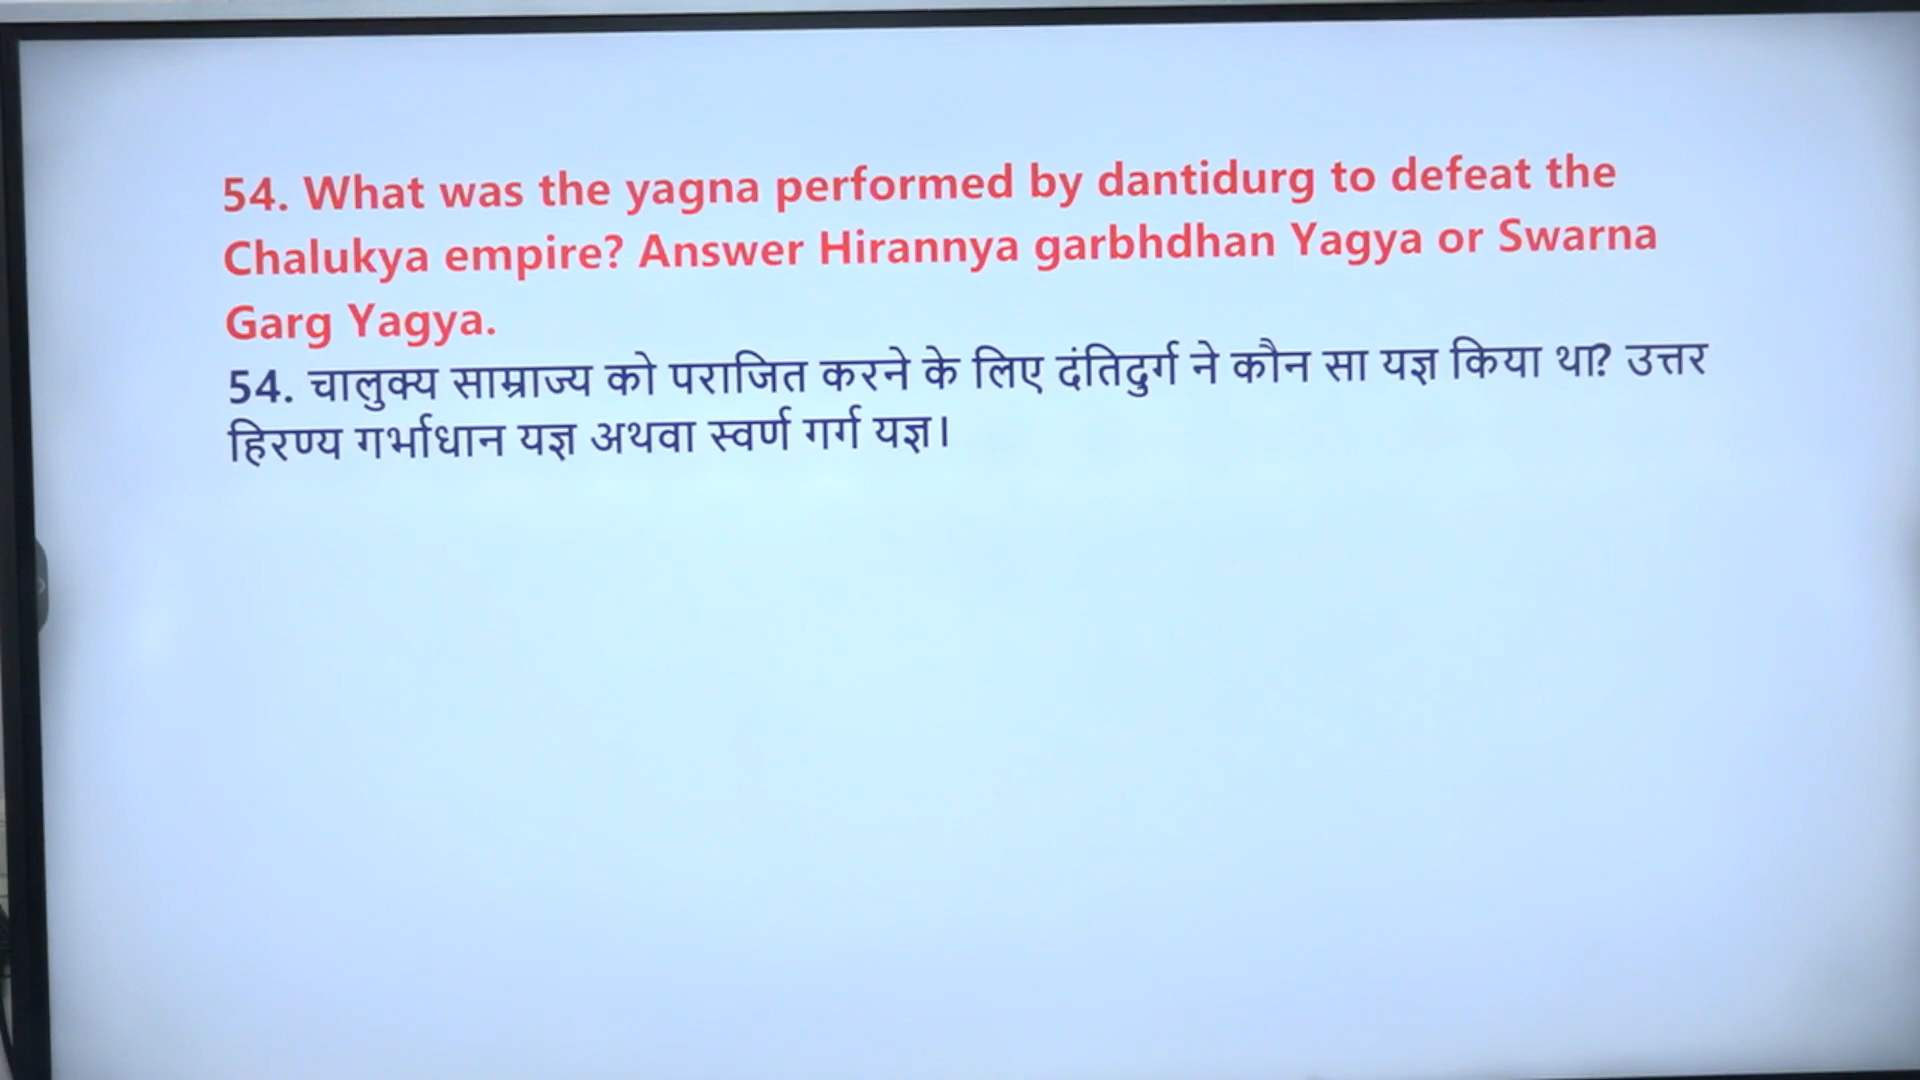 54. What was the yagna performed by dantidurg to defeat the
Chalukya empire? Answer Hirannya garbhdhan Yagya or Swarna
Garg Yagya.
54. चालुक्य साम्राज्य को पराजित करने के लिए दंतिदुर्ग ने कौन सा यज्ञ किया था? उत्तर
हिरण्य गर्भाधान यज्ञ अथवा स्वर्ण गर्ग यज्ञ।